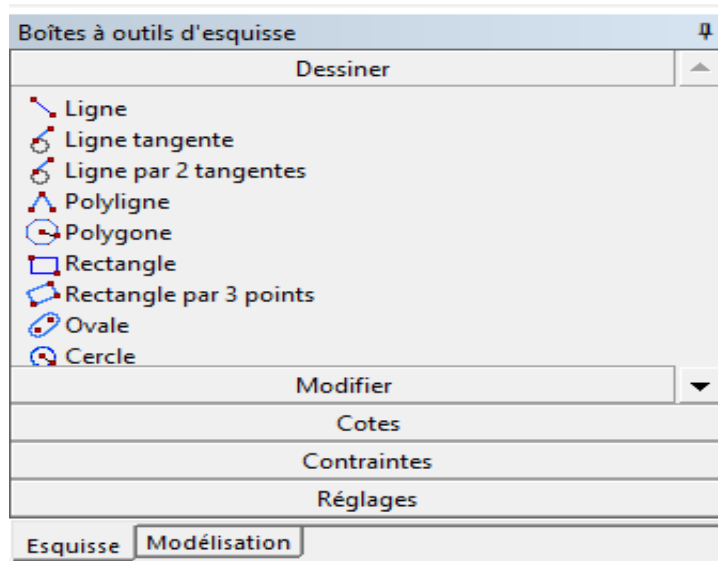 Boîtes à outils d'esquisse
Dessiner
Ligne
Ligne tangente
Ligne par 2 tangentes
Polyligne
Polygone
Rectangle
Rectangle par 3 points
Ovale
Cercle
Modifier
Cotes
Contraintes
Réglages
Esquisse Modélisation